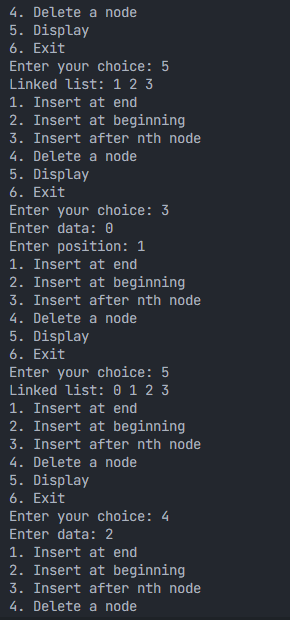 4. Delete a node
5. Display
6. Exit
Enter your choice: 5
Linked list: 1 2 3
1. Insert at end
2. Insert at beginning
3. Insert after nth node
4. Delete a node
5. Display
6. Exit
Enter your choice: 3
Enter data: 0
Enter position: 1
1. Insert at end
2. Insert at beginning
3. Insert after nth node
4. Delete a node
5. Display
6. Exit
Enter your choice: 5
Linked list: 0 1 2 3
1. Insert at end
2. Insert at beginning
3. Insert after nth node
4. Delete a node
5. Display
6. Exit
Enter your choice: 4
Enter data: 2
1. Insert at end
2. Insert at beginning
3. Insert after nth node
4. Delete a node